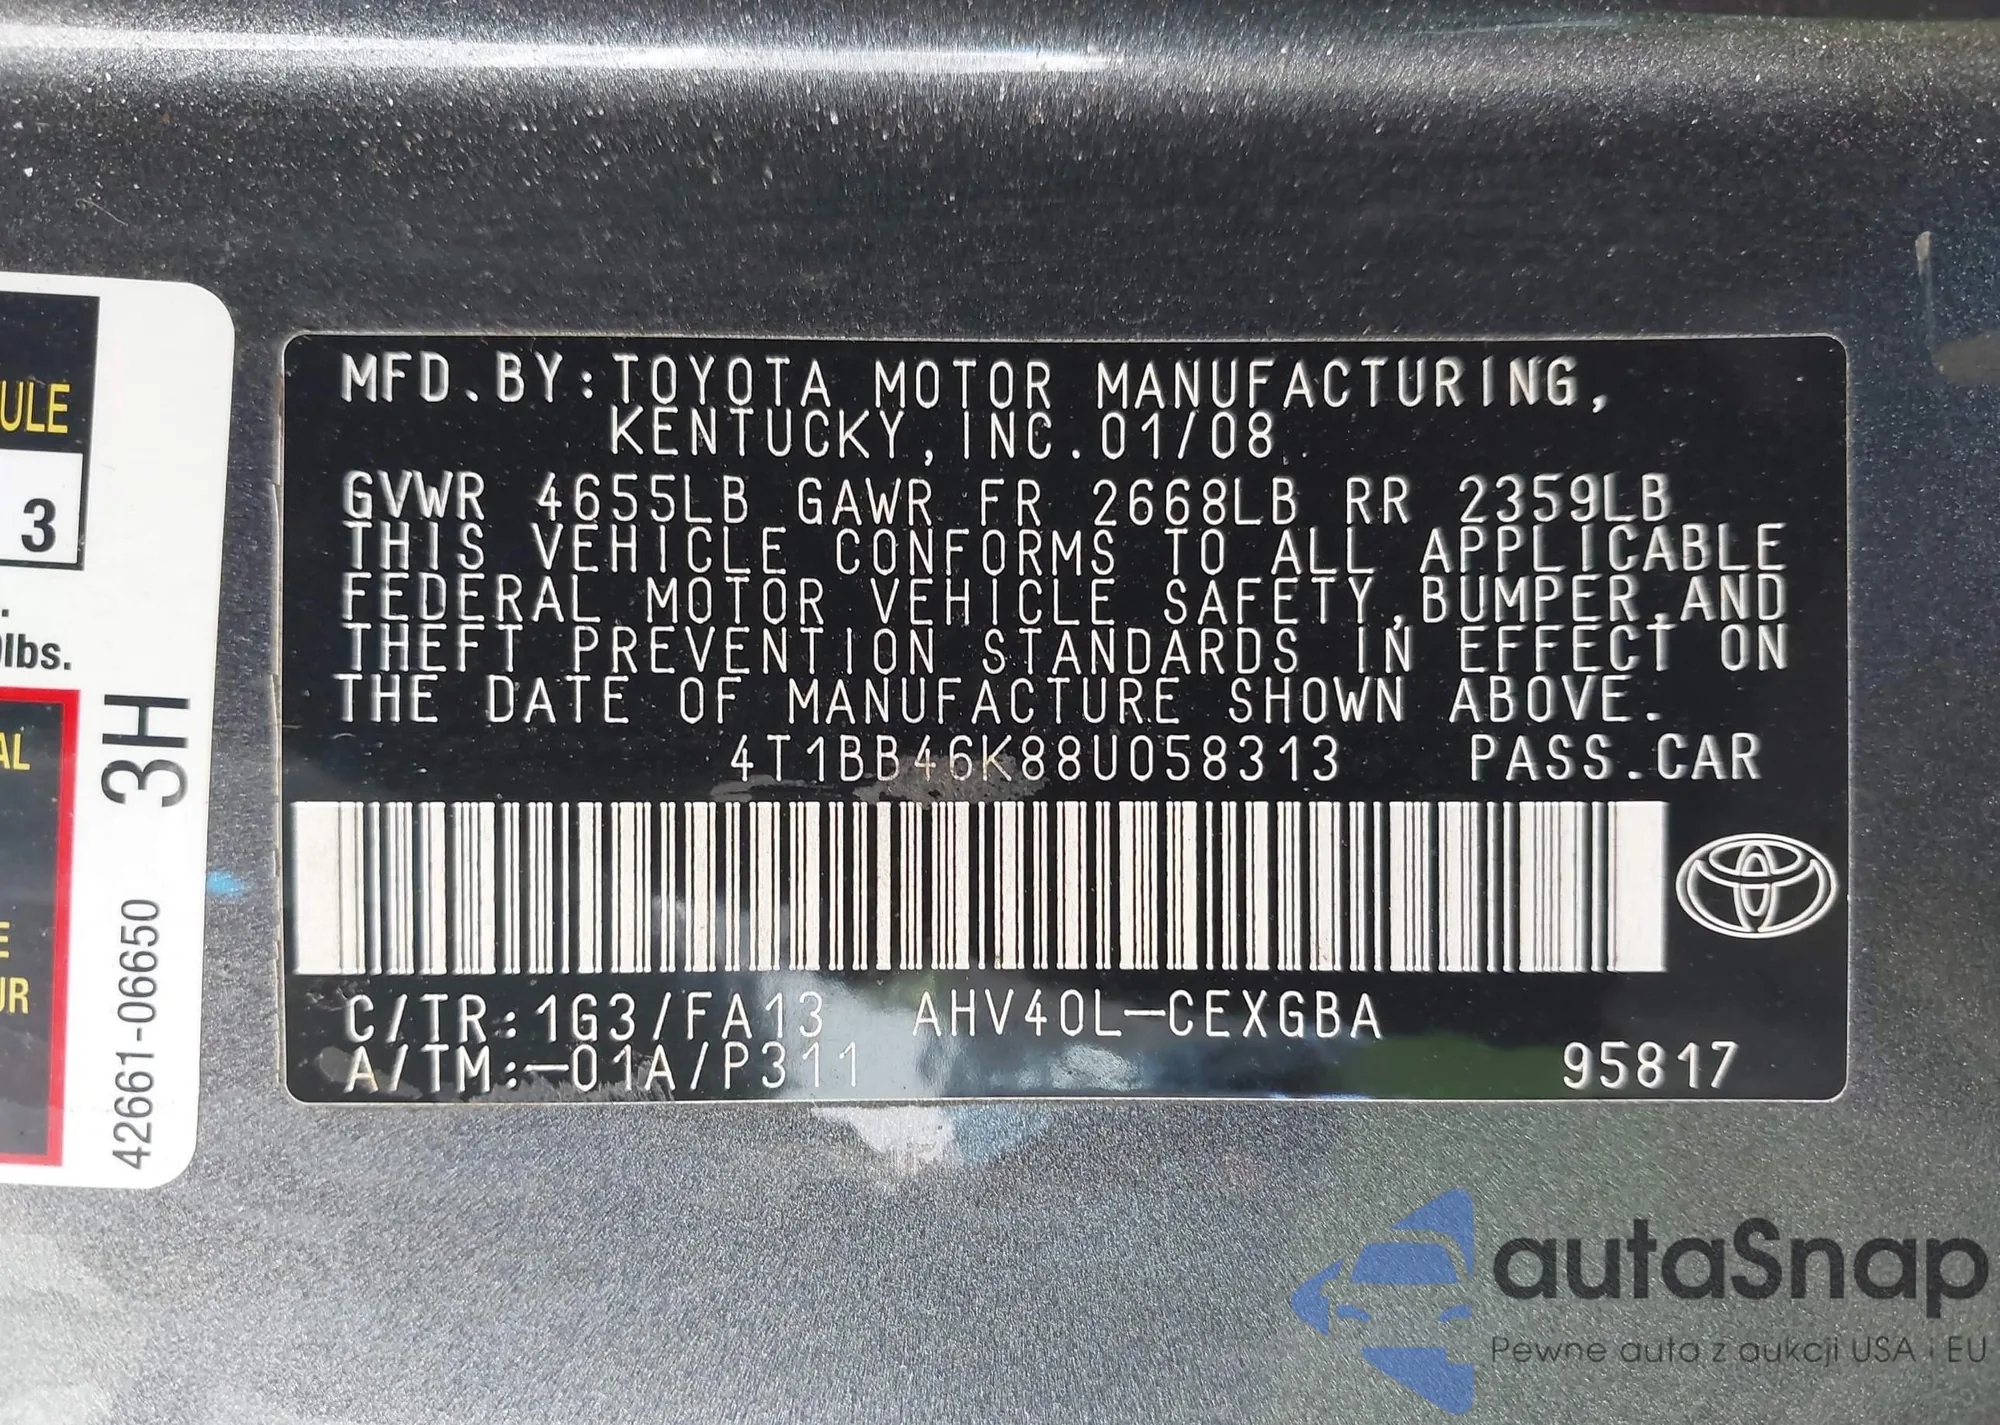 ULE
3
.
lbs.
AL
E
UR
3H
42661-06650
MFD.BY:TOYOTA MOTOR MANUFACTURING,
KENTUCKY,INC.01/08
GVWR 4655LB GAWR FR 2668LB RR 2359LB
THIS VEHICLE CONFORMS TO ALL APPLICABLE
FEDERAL MOTOR VEHICLE SAFETY,BUMPER,AND
THEFT PREVENTION STANDARDS IN EFFECT ON
THE DATE OF MANUFACTURE SHOWN ABOVE.
4T1BB46K88U058313 PASS.CAR
C/TR:1G3/FA13 AHV40L-CEXGBA
A/TM:-01A/P311 95817
autaSnap
Pewne auta z aukcji USA i EU